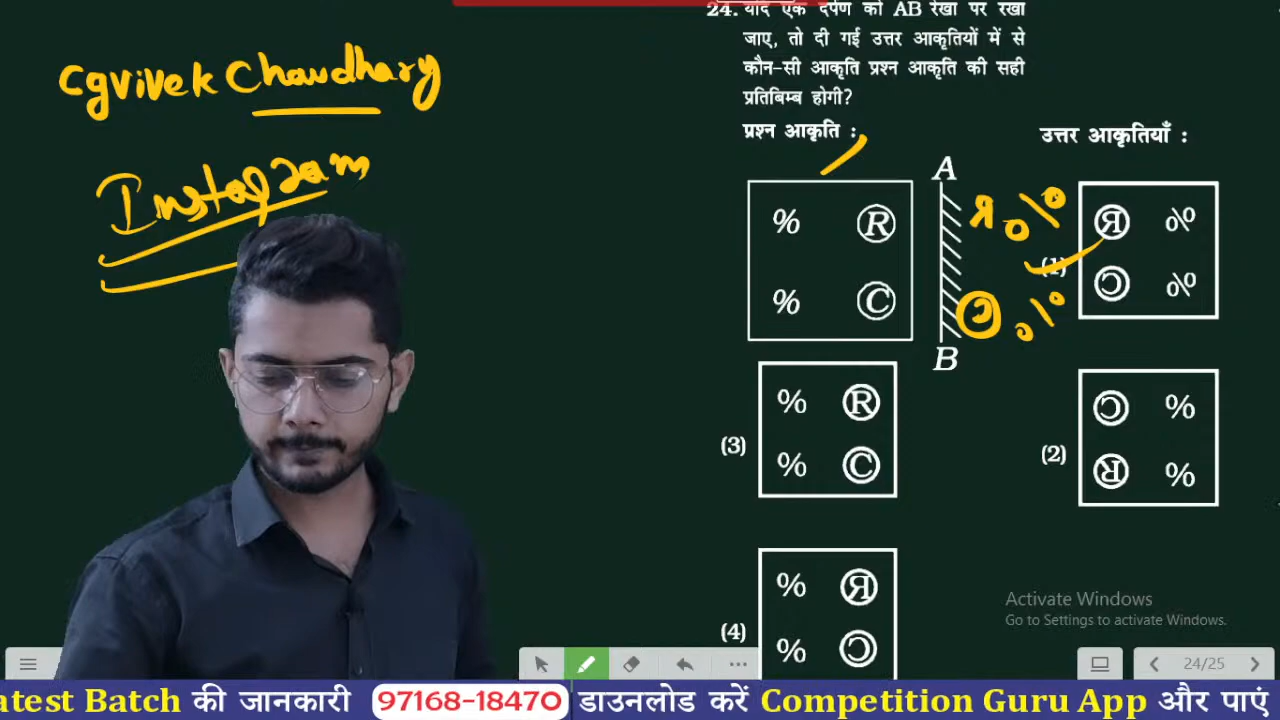 cgvivek Chaudhary
Instagram
24. यदि एक दर्पण को AB रेखा पर रखा
जाए, तो दी गई उत्तर आकृतियों में से
कौन-सी आकृति प्रश्न आकृति की सही
प्रतिबिम्ब होगी?
प्रश्न आकृति :
उत्तर आकृतियाँ :
A
B
% Ⓡ
% Ⓒ
(1)
(2)
% %
(3)
% Ⓡ
% Ⓒ
(4)
% %
Activate Windows
Go to Settings to activate Windows.
24/25
atest Batch की जानकारी 97168-18470 डाउनलोड करें Competition Guru App और पाएं